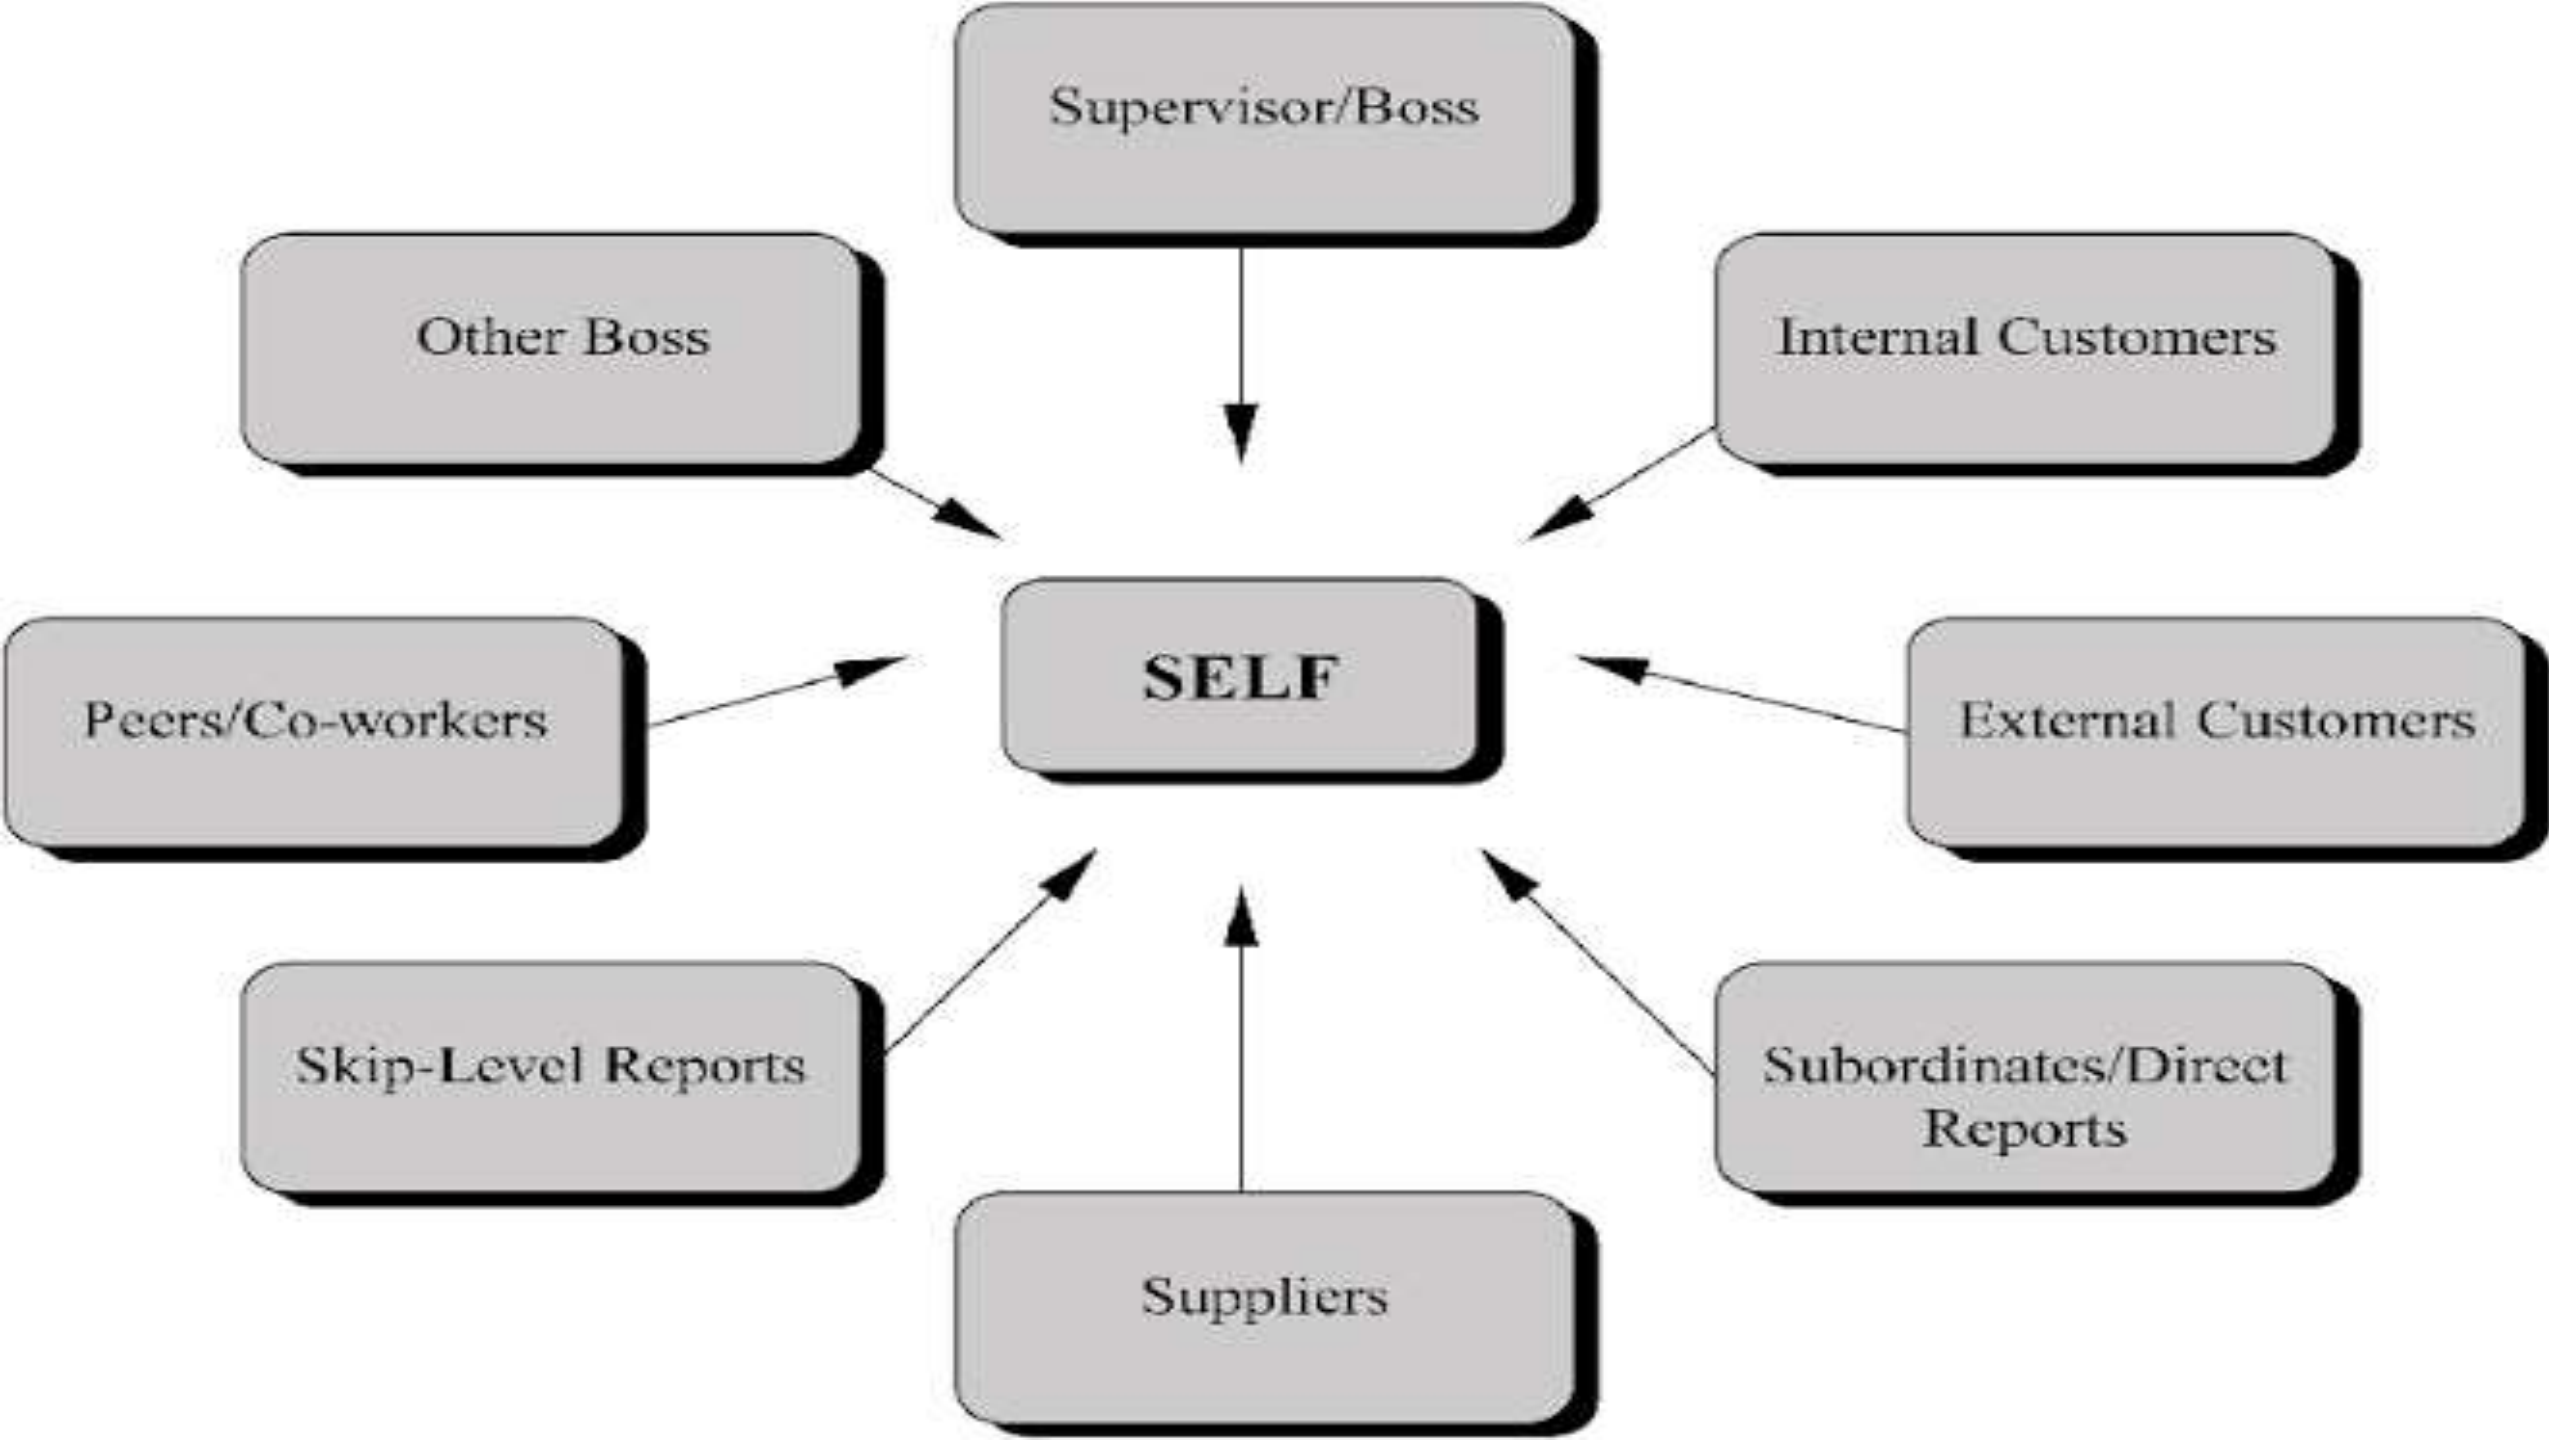 Supervisor/Boss
Other Boss
Internal Customers
SELF
Peers/Co-workers
External Customers
Skip-Level Reports
Subordinates/Direct
Reports
Suppliers